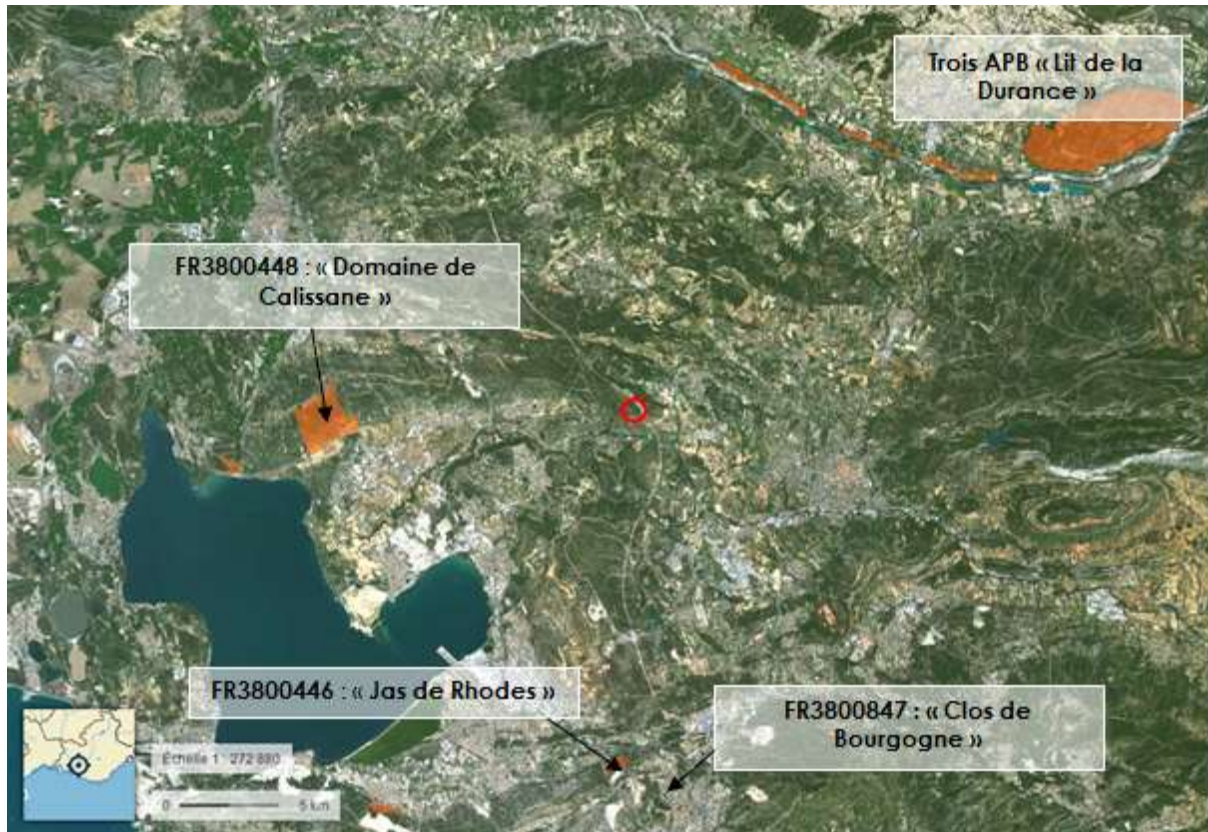 Trois APB « Lit de la
Durance »
FR3800448 : « Domaine de
Calissane »
FR3800446 : « Jas de Rhodes »
FR3800847 : « Clos de
Bourgogne »
Échelle 1 : 272 880
0 5 km